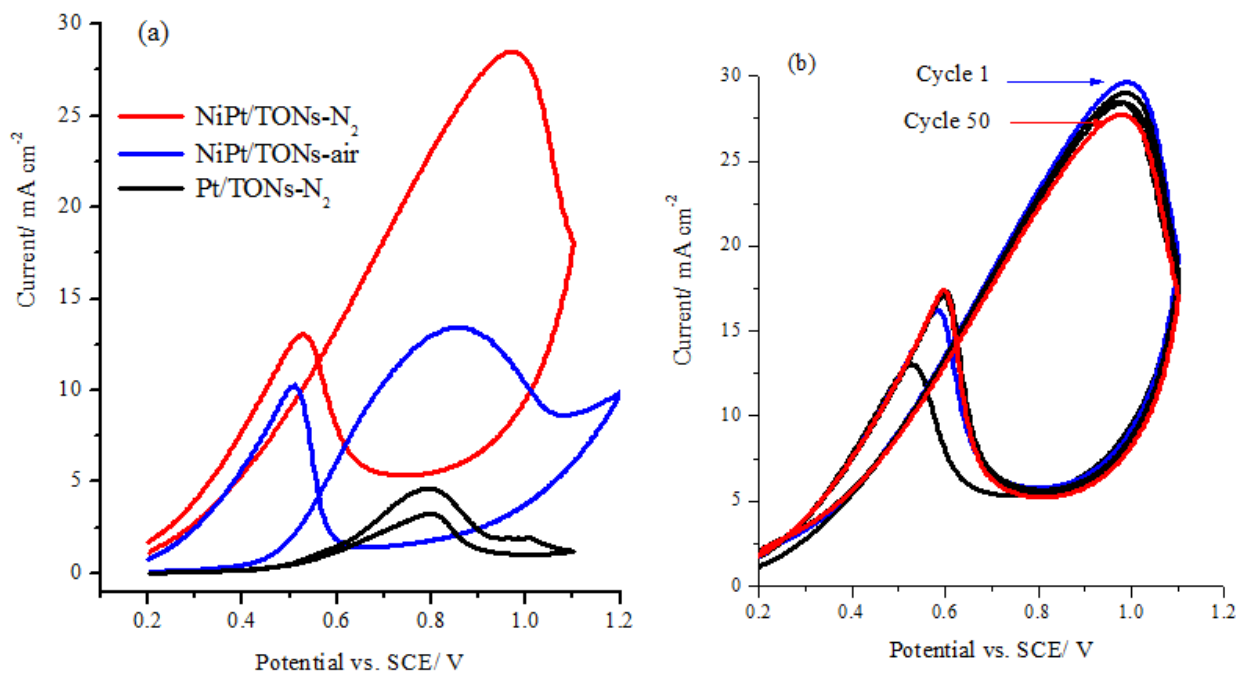 (a)
30
25
20
15
10
5
0
Current/ mA cm⁻²
NiPt/TONs-N₂
NiPt/TONs-air
Pt/TONs-N₂
0.2 0.4 0.6 0.8 1.0 1.2
Potential vs. SCE/ V
(b)
30
25
20
15
10
5
0
Current/ mA cm⁻²
Cycle 1
Cycle 50
0.2 0.4 0.6 0.8 1.0 1.2
Potential vs. SCE/ V